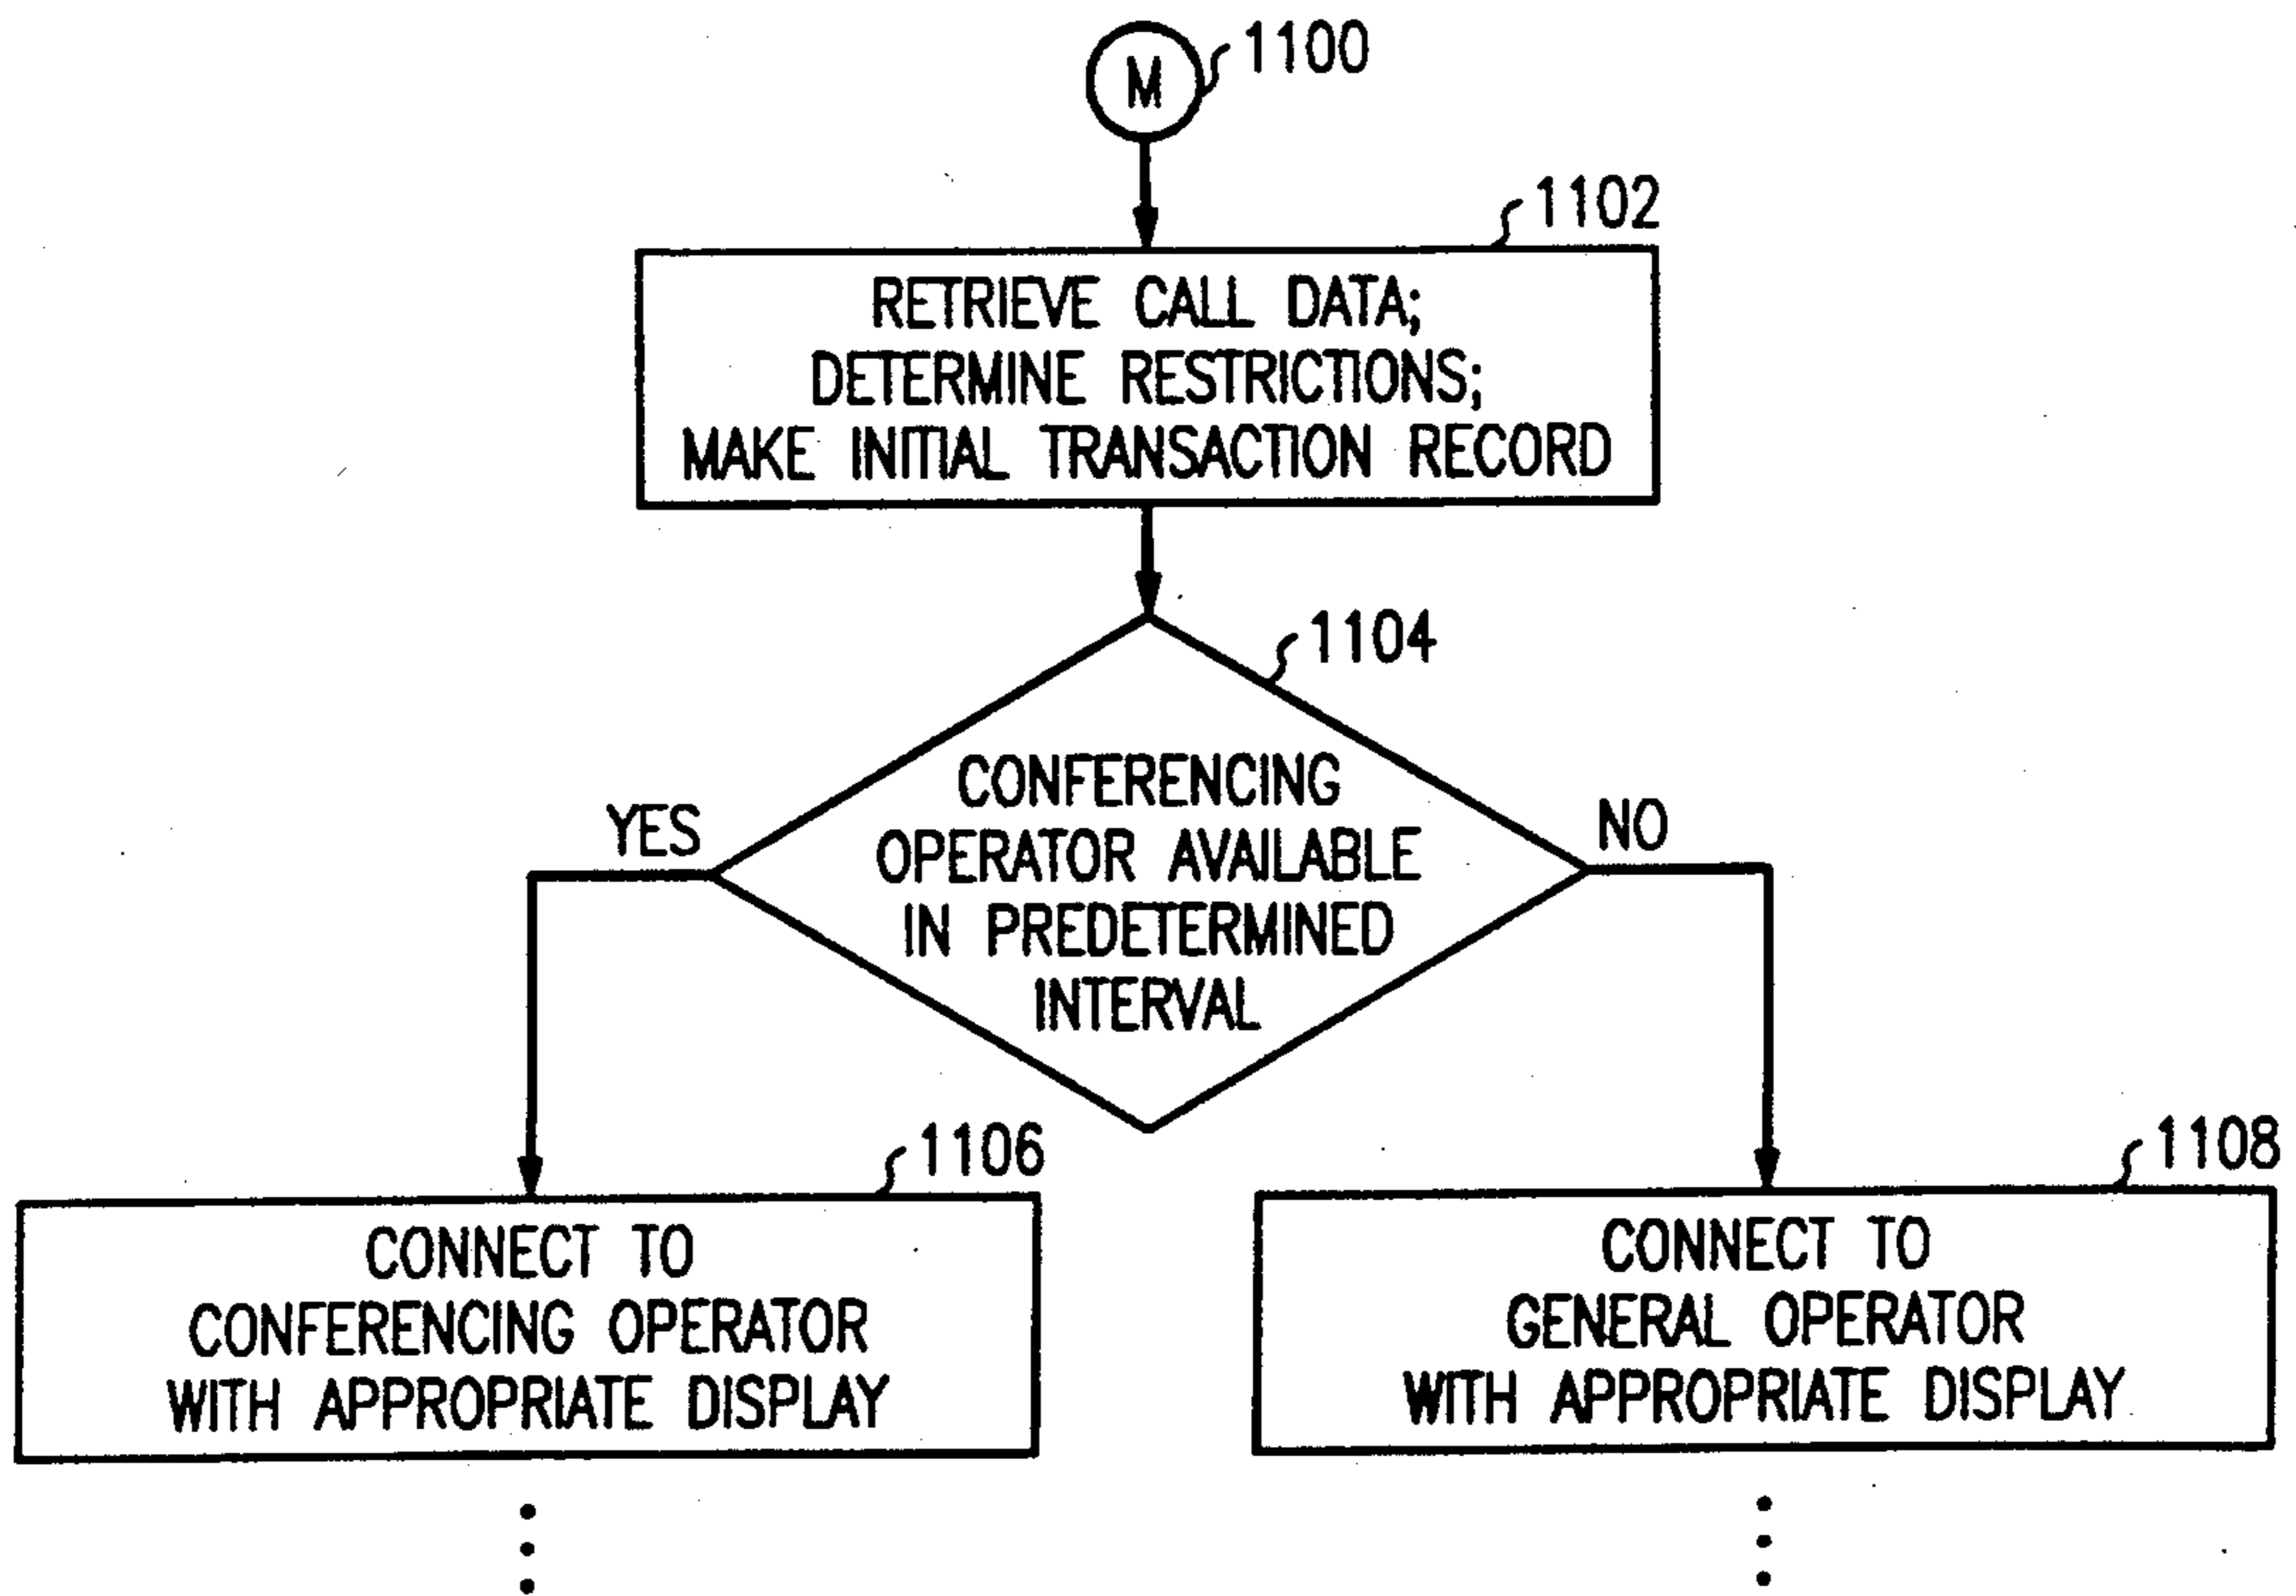 M
1100
1102
RETRIEVE CALL DATA;
DETERMINE RESTRICTIONS;
MAKE INITIAL TRANSACTION RECORD
1104
CONFERENCING
OPERATOR AVAILABLE
IN PREDETERMINED
INTERVAL
YES
NO
1106
CONNECT TO
CONFERENCING OPERATOR
WITH APPROPRIATE DISPLAY
1108
CONNECT TO
GENERAL OPERATOR
WITH APPROPRIATE DISPLAY